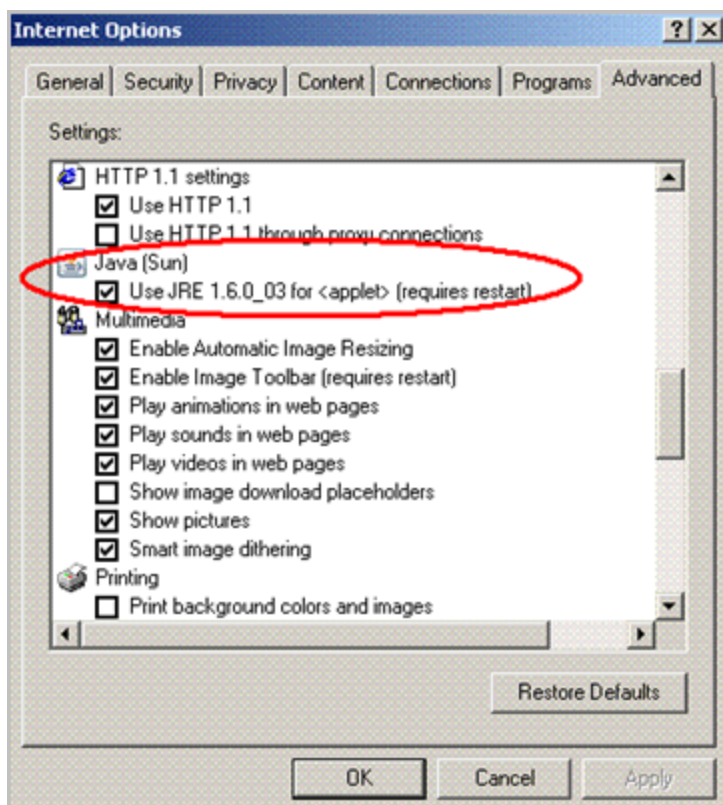 Internet Options
General Security Privacy Content Connections Programs Advanced
Settings:
HTTP 1.1 settings
Use HTTP 1.1
Use HTTP 1.1 through proxy connections
Java (Sun)
Use JRE 1.6.0_03 for <applet> (requires restart)
Multimedia
Enable Automatic Image Resizing
Enable Image Toolbar (requires restart)
Play animations in web pages
Play sounds in web pages
Play videos in web pages
Show image download placeholders
Show pictures
Smart image dithering
Printing
Print background colors and images
Restore Defaults
OK Cancel Apply